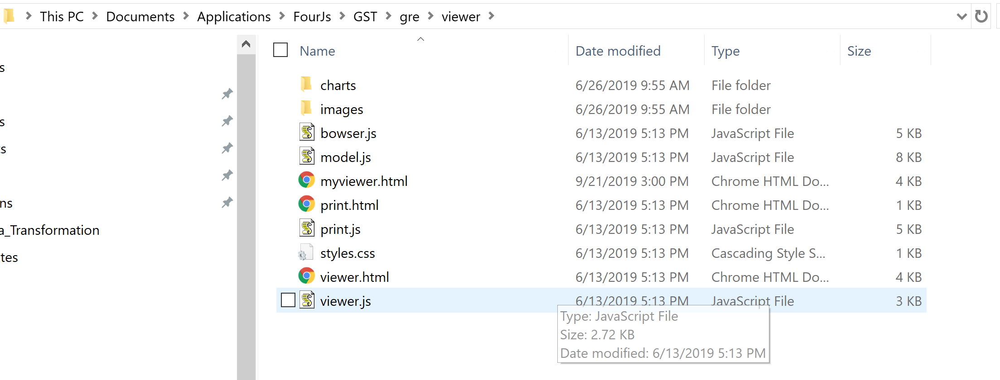 This PC > Documents > Applications > FourJs > GST > gre > viewer >
Name Date modified Type Size
charts 6/26/2019 9:55 AM File folder
images 6/26/2019 9:55 AM File folder
bowser.js 6/13/2019 5:13 PM JavaScript File 5 KB
model.js 6/13/2019 5:13 PM JavaScript File 8 KB
myviewer.html 9/21/2019 3:00 PM Chrome HTML Do... 4 KB
print.html 6/13/2019 5:13 PM Chrome HTML Do... 1 KB
print.js 6/13/2019 5:13 PM JavaScript File 5 KB
styles.css 6/13/2019 5:13 PM Cascading Style S... 1 KB
viewer.html 6/13/2019 5:13 PM Chrome HTML Do... 4 KB
viewer.js 6/13/2019 5:13 PM JavaScript File 3 KB
Type: JavaScript File
Size: 2.72 KB
Date modified: 6/13/2019 5:13 PM
s
s
ts
ns
a_Transformation
tes